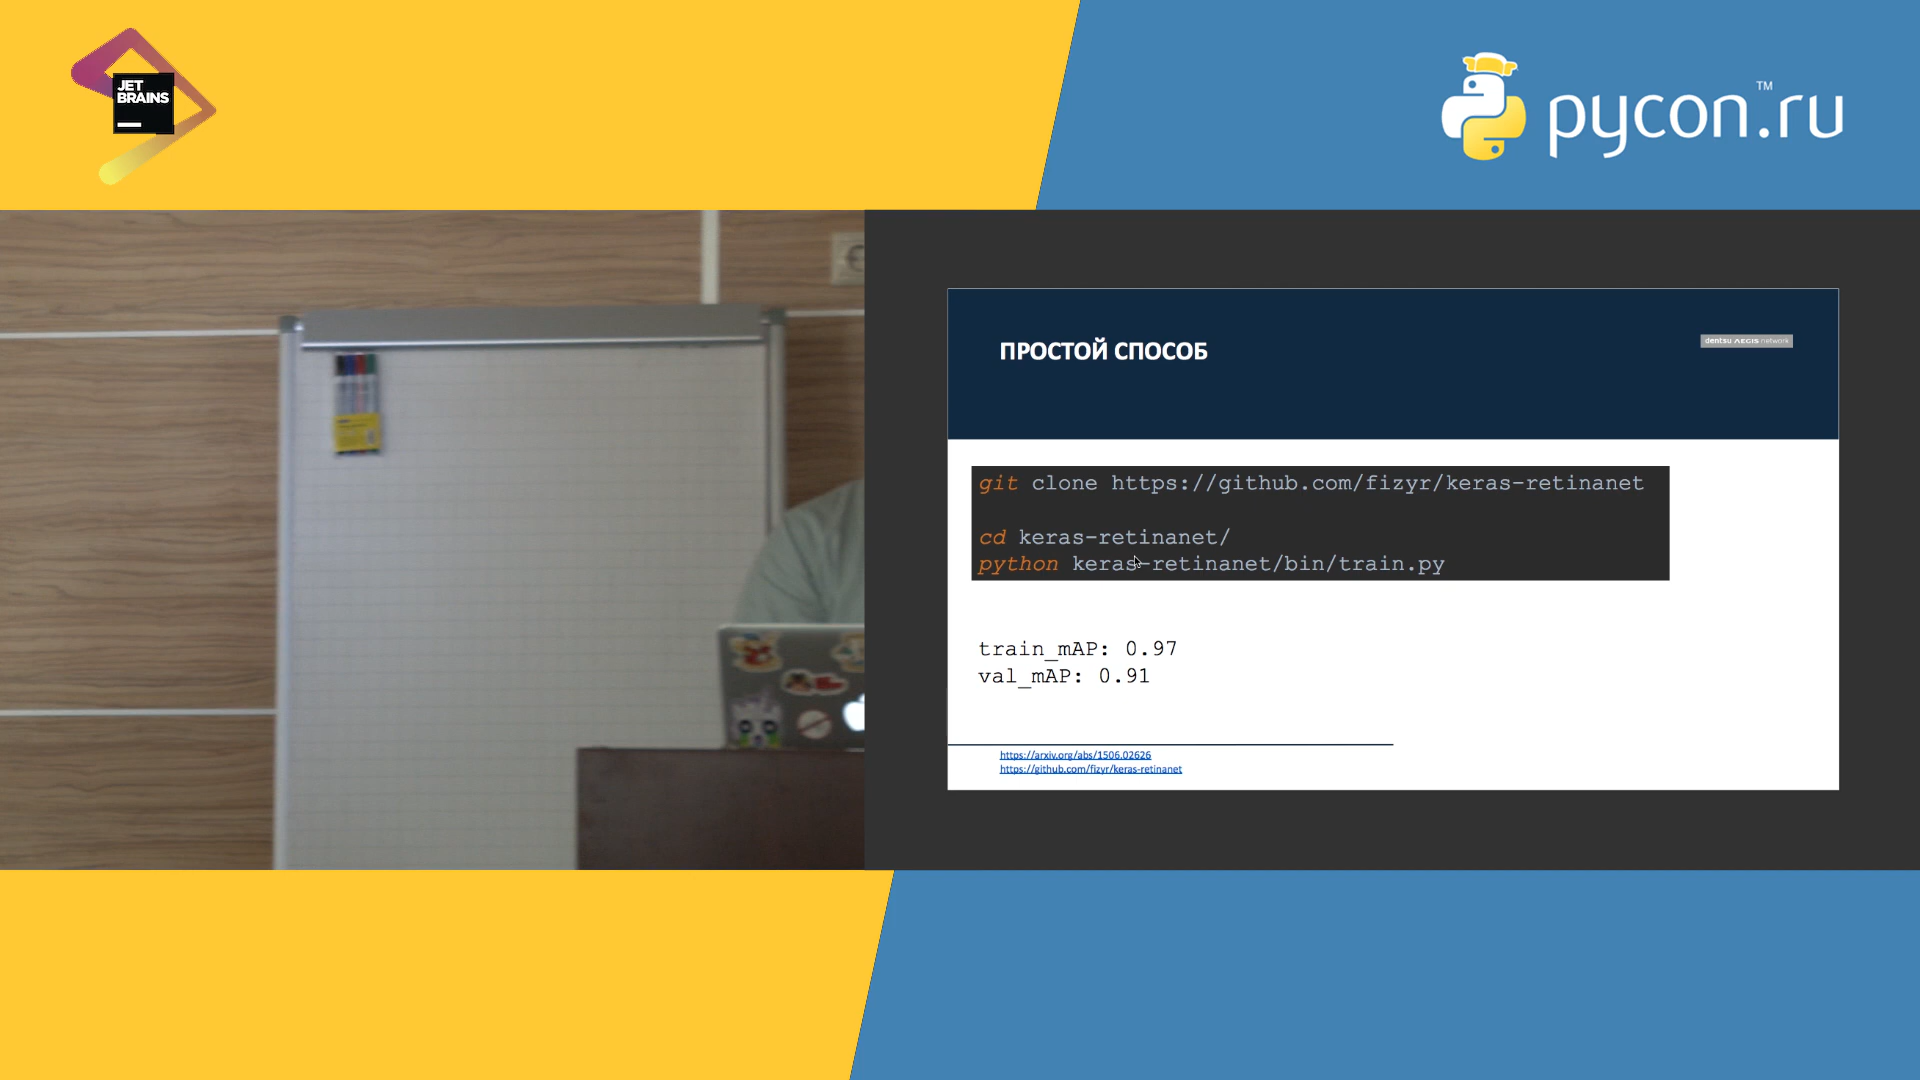 JET
BRAINS
pycon.ru
TM
ПРОСТОЙ СПОСОБ
dentsu AEGIS network
git clone https://github.com/fizyr/keras-retinanet
cd keras-retinanet/
python keras-retinanet/bin/train.py
train_mAP: 0.97
val_mAP: 0.91
https://arxiv.org/abs/1506.02626
https://github.com/fizyr/keras-retinanet